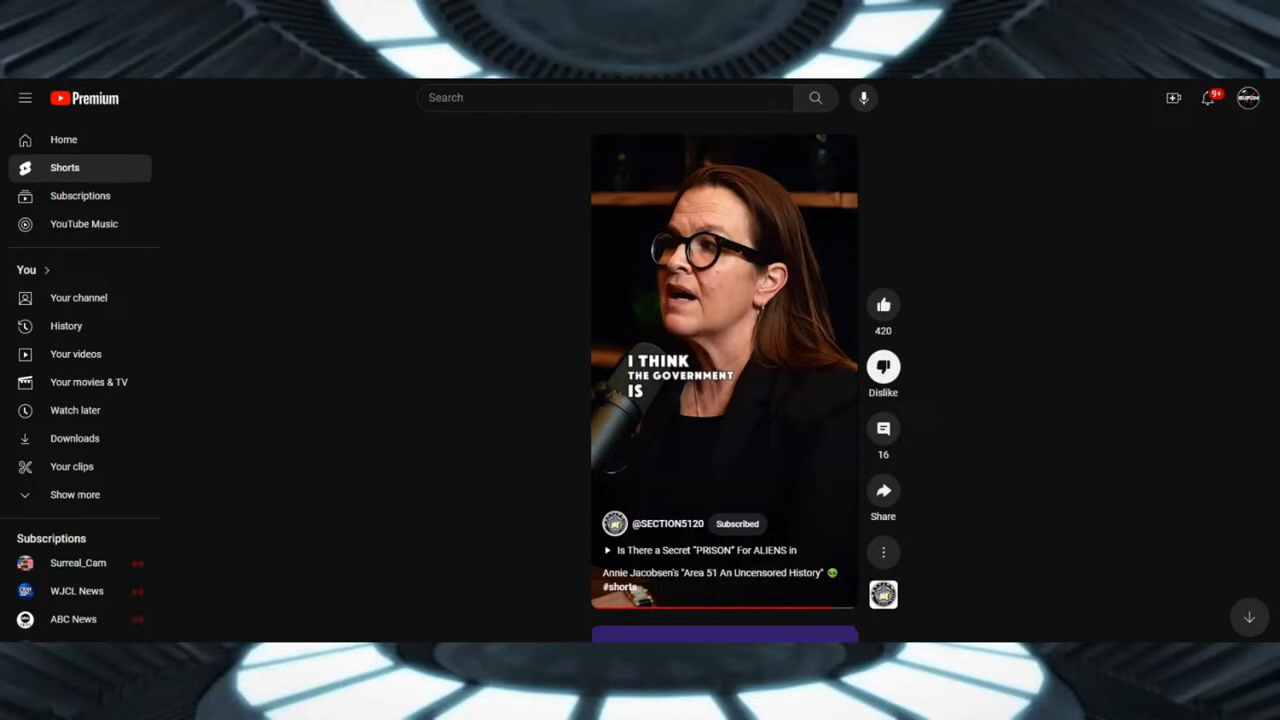 Premium
Search
9+
Home
Shorts
Subscriptions
YouTube Music
You
Your channel
History
Your videos
Your movies & TV
Watch later
Downloads
Your clips
Show more
Subscriptions
Surreal_Cam
WJCL News
ABC News
I THINK
THE GOVERNMENT
IS
@SECTION5120 Subscribed
Is There a Secret "PRISON" For ALIENS in
Annie Jacobsen's "Area 51 An Uncensored History" 👽
#shorts
420
Dislike
16
Share